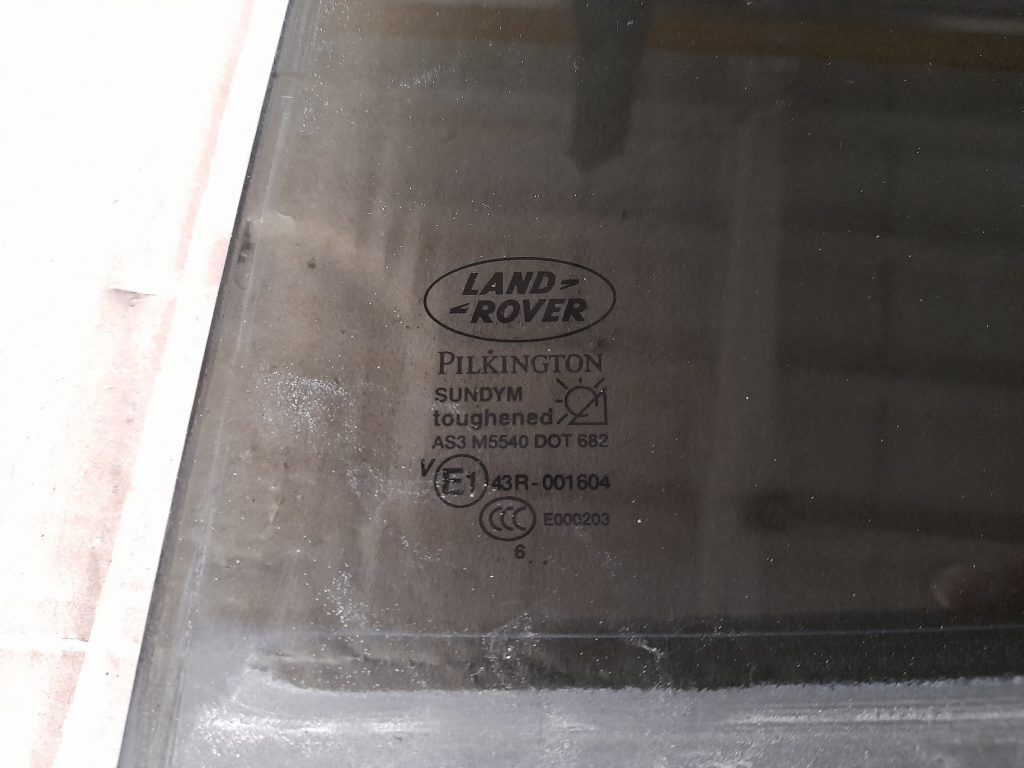 LAND
ROVER
PILKINGTON
SUNDYM
toughened
AS3 M5540 DOT 682
V E1 43R-001604
CCC E000203
6